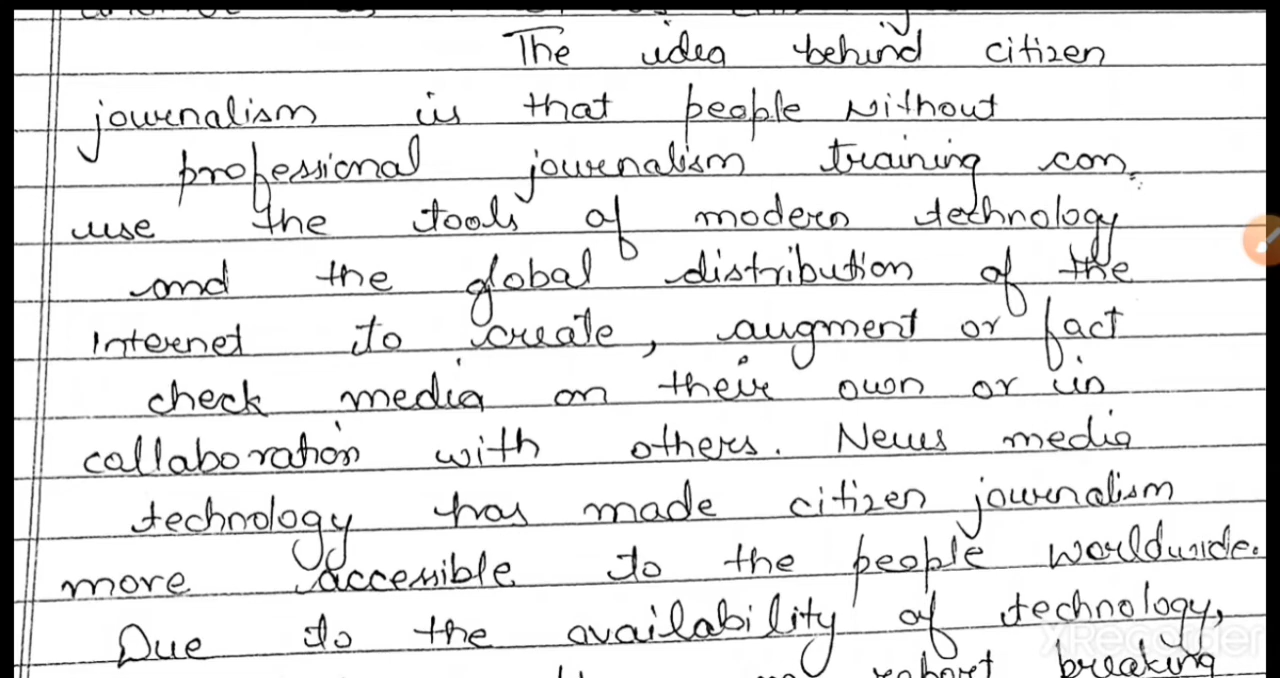 The idea behind citizen
journalism is that people without
professional journalism training can
use the tools of modern technology
and the global distribution of the
internet to create, augment or fact
check media on their own or in
collaboration with others. News media
technology has made citizen journalism
more accessible to the people worldwide.
Due to the availability of technology,
report breaking
XRecorder